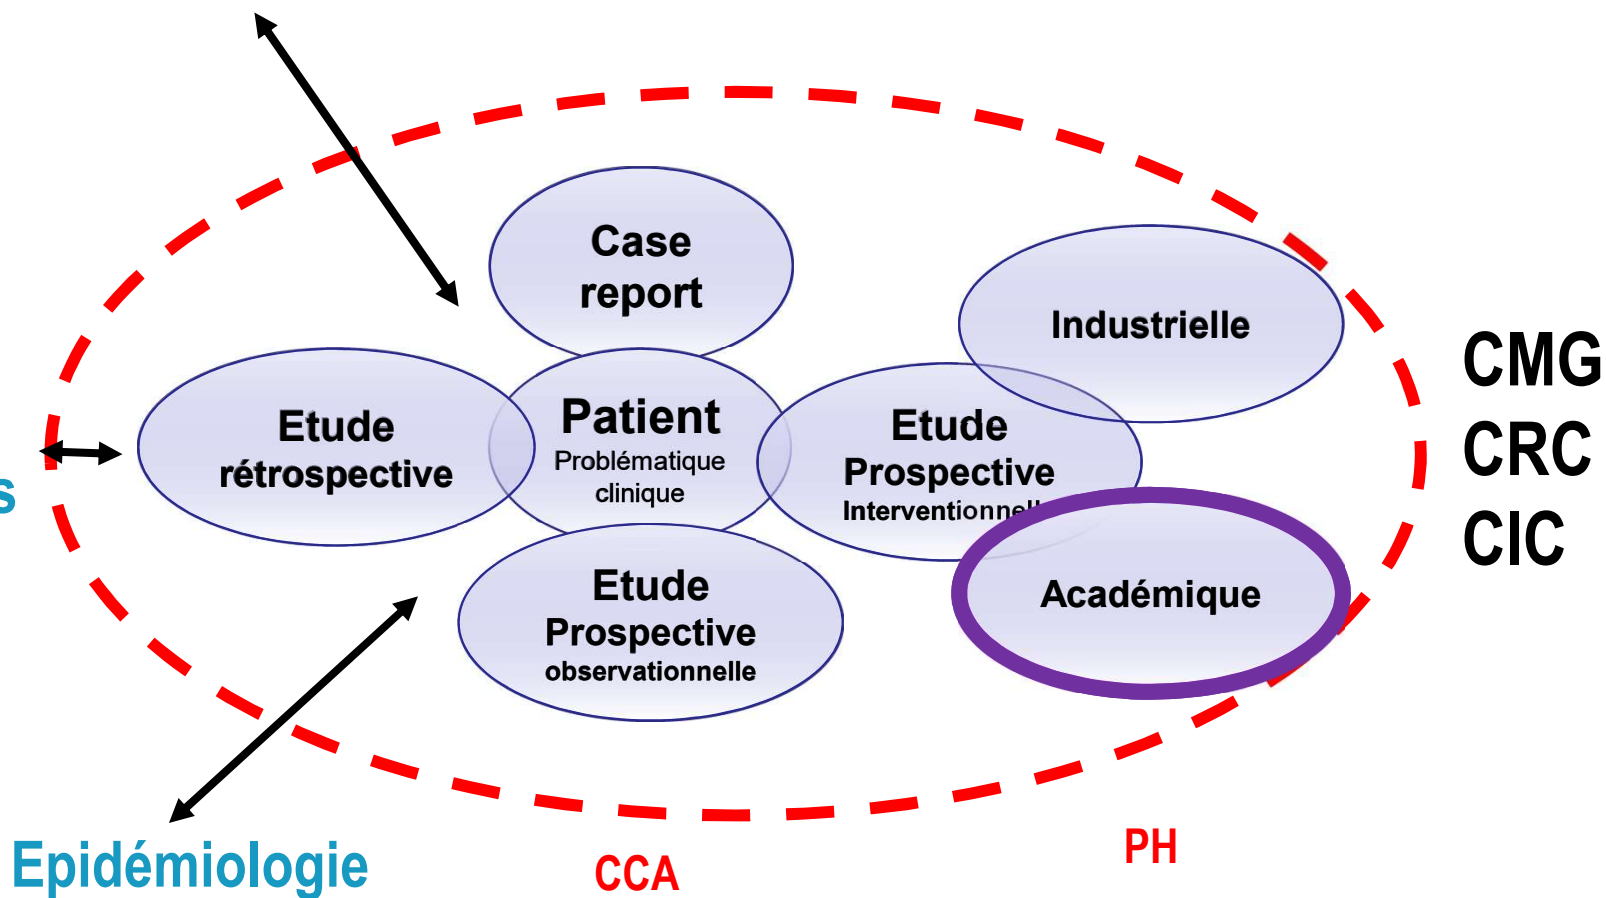 Case
report
Industrielle
Patient
Problématique
clinique
Etude
rétrospective
Etude
Prospective
Interventionnelle
Etude
Prospective
observationnelle
Académique
CMG
CRC
CIC
s
Epidémiologie
CCA
PH